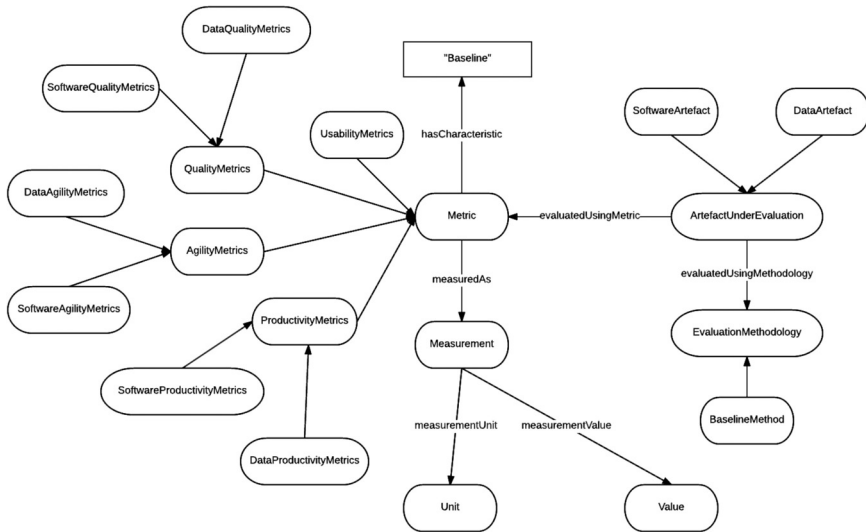 DataQualityMetrics
"Baseline"
SoftwareQualityMetrics
SoftwareArtefact
DataArtefact
UsabilityMetrics
hasCharacteristic
QualityMetrics
DataAgilityMetrics
Metric
evaluatedUsingMetric
ArtefactUnderEvaluation
AgilityMetrics
measuredAs
evaluatedUsingMethodology
SoftwareAgilityMetrics
ProductivityMetrics
EvaluationMethodology
Measurement
SoftwareProductivityMetrics
BaselineMethod
measurementUnit
measurementValue
DataProductivityMetrics
Unit
Value